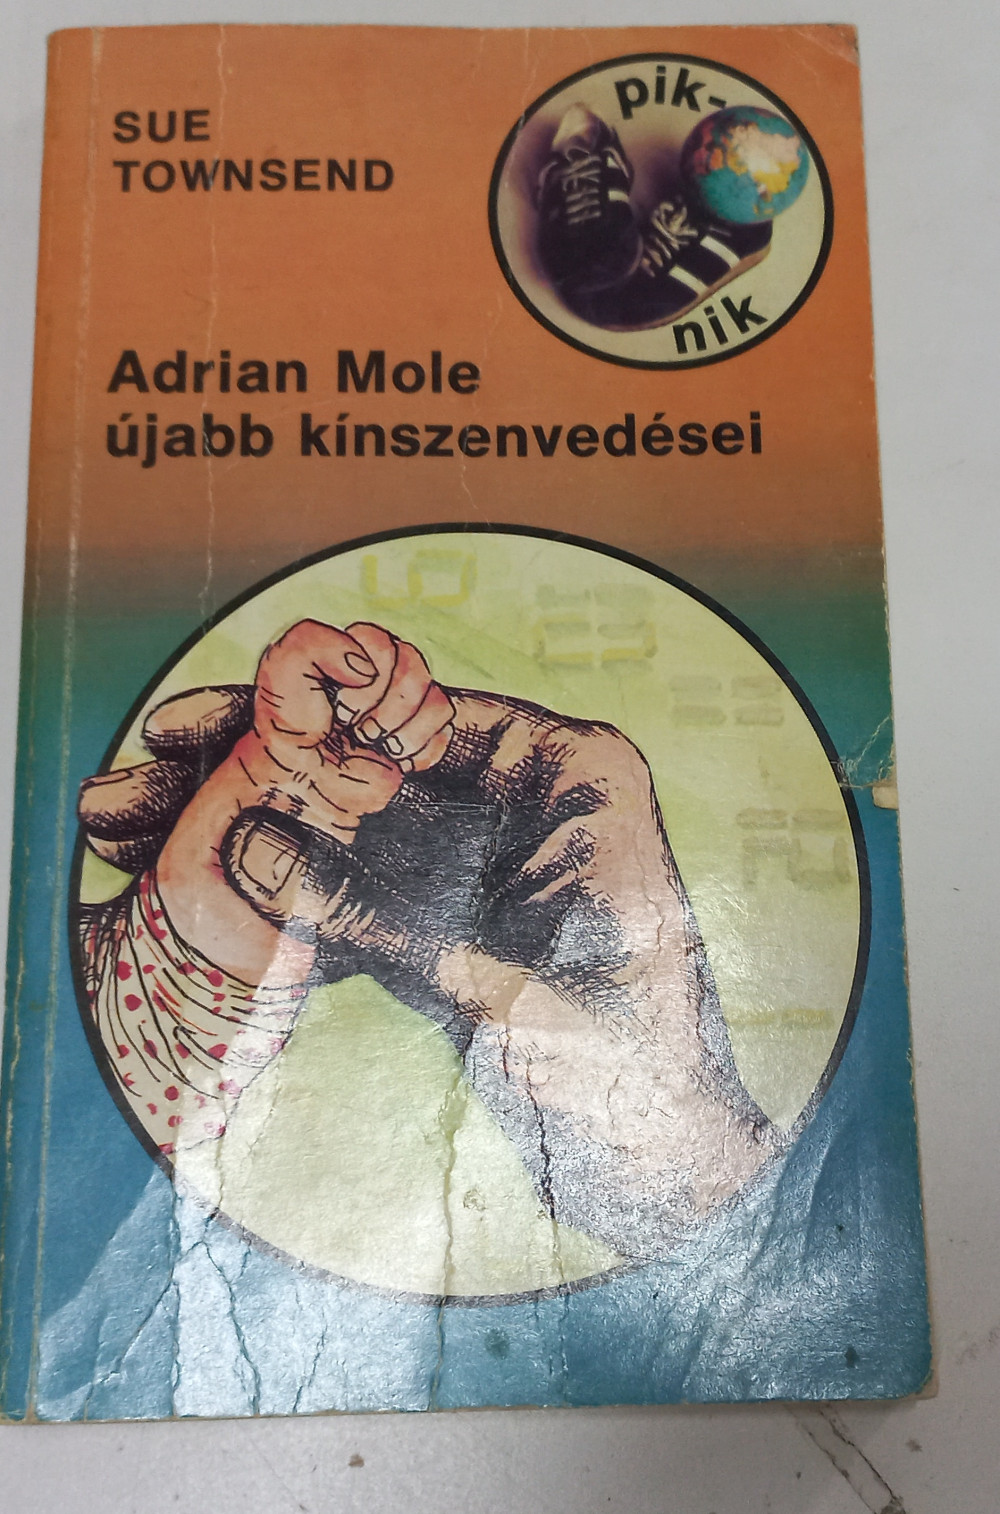 SUE
TOWNSEND
pik-
nik
Adrian Mole
újabb kínszenvedései